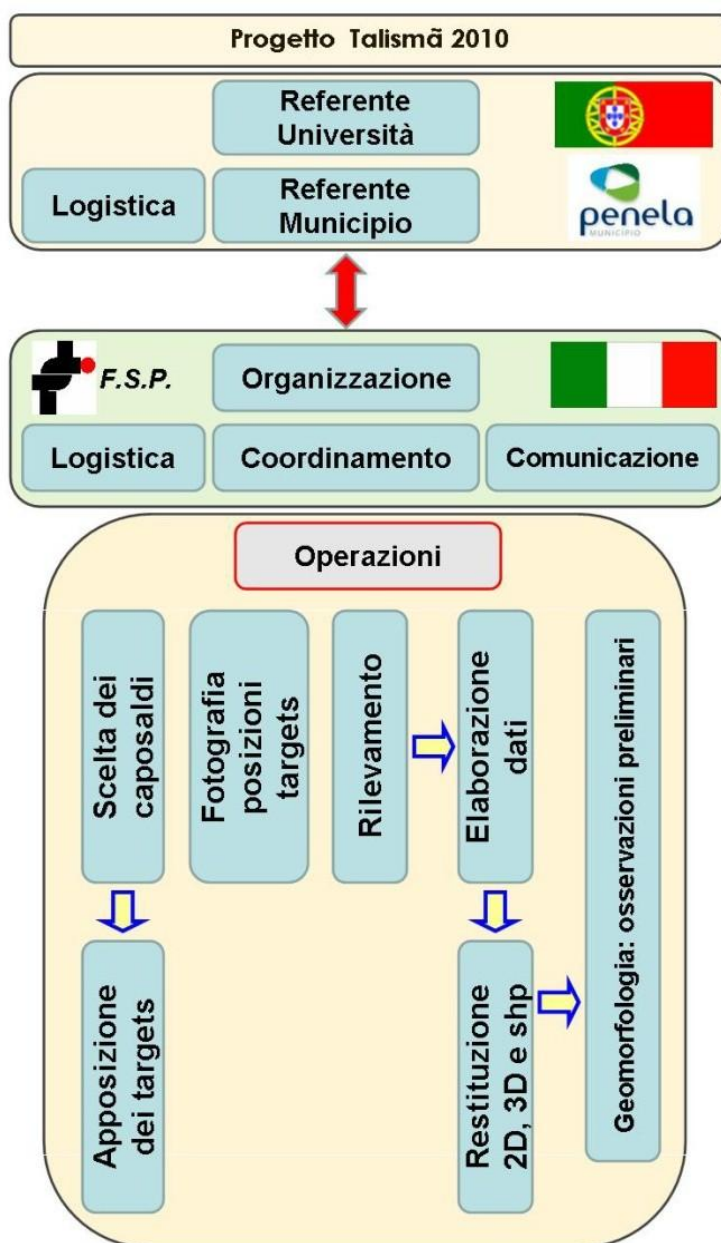 Progetto Talismã 2010
Referente
Università
Logistica
Referente
Municipio
penela
MUNICÍPIO
F.S.P.
Organizzazione
Logistica
Coordinamento
Comunicazione
Operazioni
Scelta dei
caposaldi
Fotografia
posizioni
targets
Rilevamento
Elaborazione
dati
Geomorfologia: osservazioni preliminari
Apposizione
dei targets
Restituzione
2D, 3D e shp